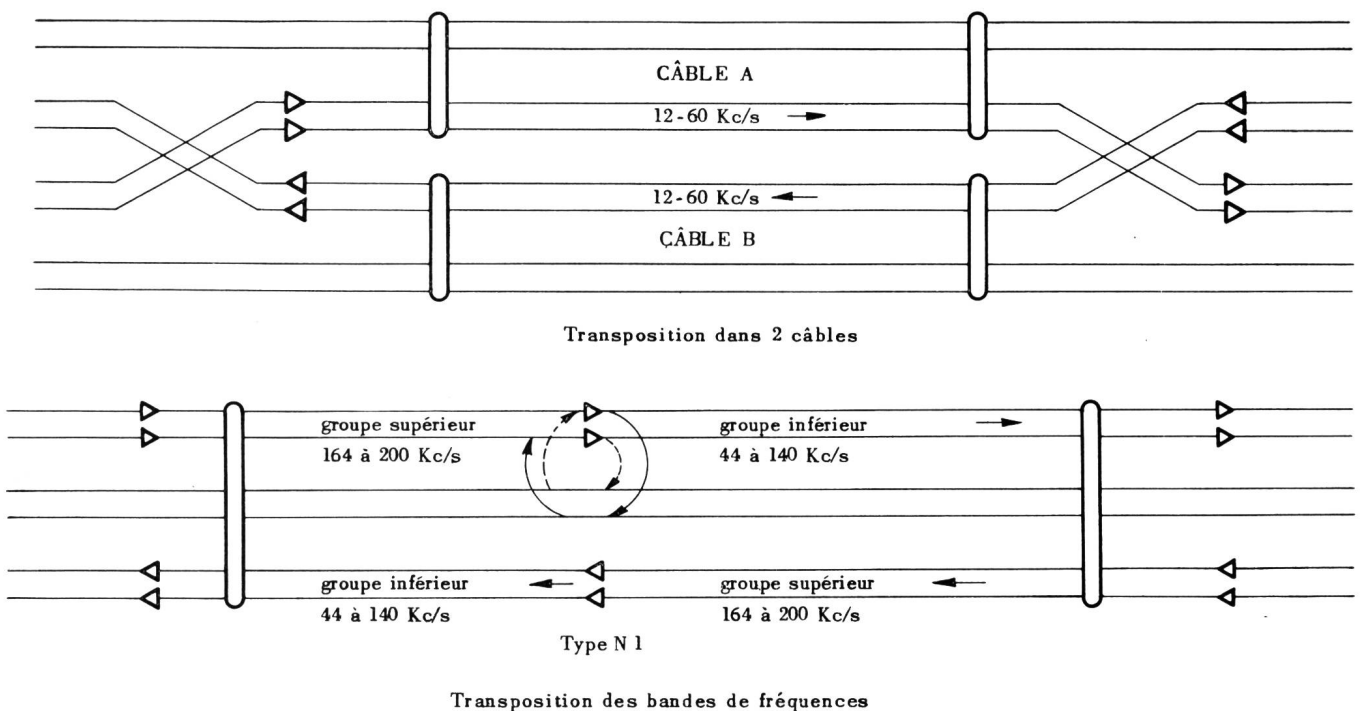 CÂBLE A
12-60 Kc/s
12-60 Kc/s
CÂBLE B
Transposition dans 2 câbles
groupe supérieur
164 à 200 Kc/s
groupe inférieur
44 à 140 Kc/s
groupe inférieur
44 à 140 Kc/s
groupe supérieur
164 à 200 Kc/s
Type N 1
Transposition des bandes de fréquences